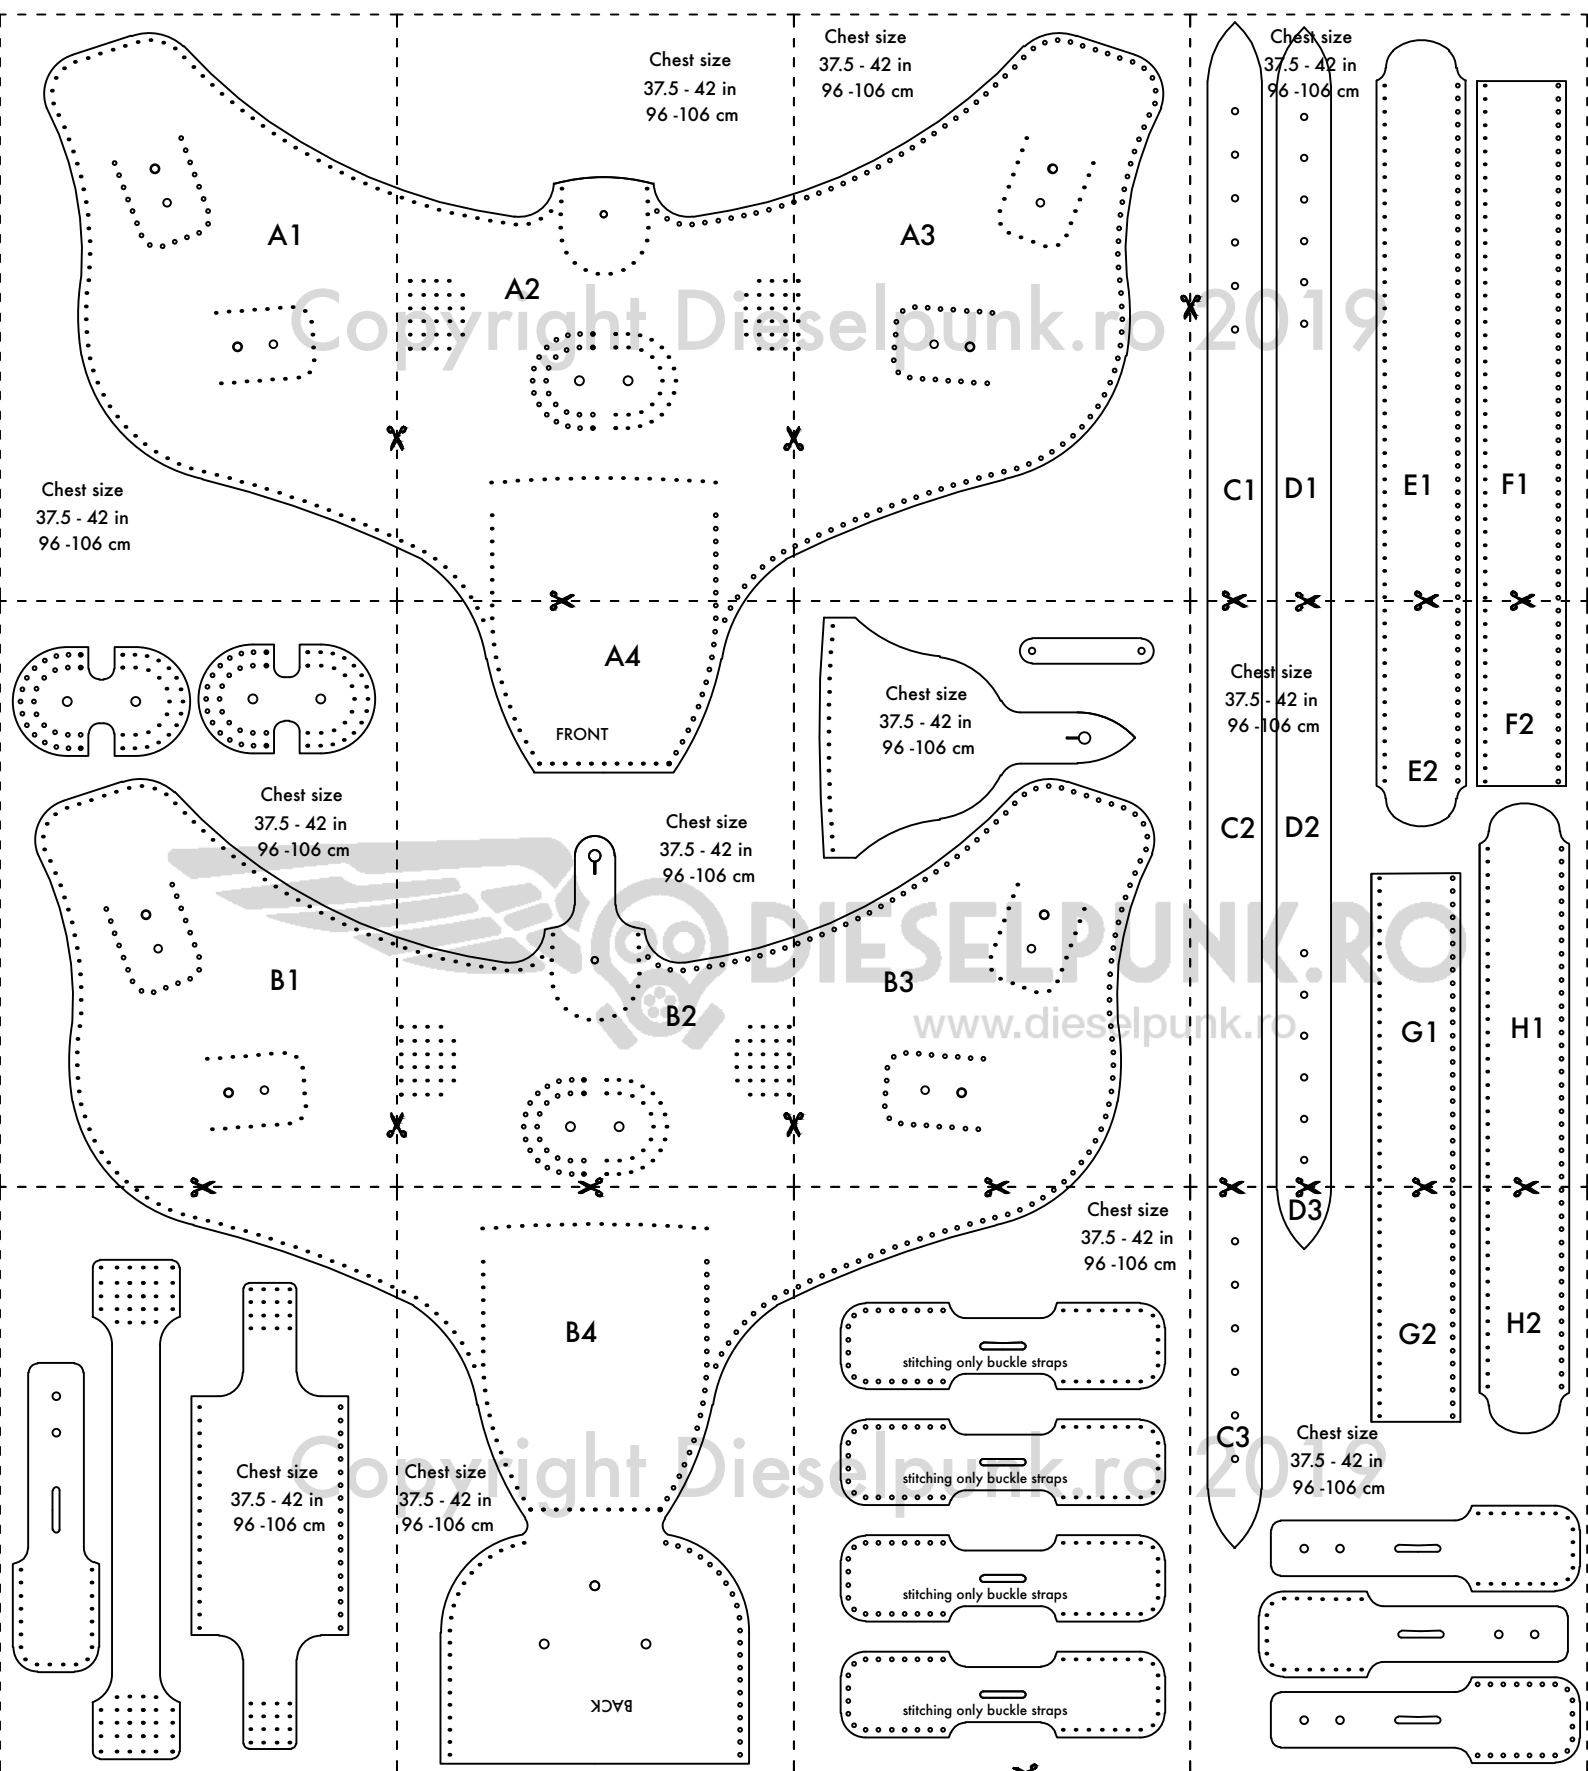 Chest size
37.5 - 42 in
96 -106 cm
Chest size
37.5 - 42 in
96 -106 cm
Chest size
37.5 - 42 in
96 -106 cm
A1
A2
A3
Copyright Dieselpunk.ro 2019
Chest size
37.5 - 42 in
96 -106 cm
C1
D1
E1
F1
A4
FRONT
Chest size
37.5 - 42 in
96 -106 cm
Chest size
37.5 - 42 in
96 -106 cm
F2
E2
Chest size
37.5 - 42 in
96 -106 cm
Chest size
37.5 - 42 in
96 -106 cm
C2
D2
DIESELPUNK.RO
www.dieselpunk.ro
B1
B2
B3
G1
H1
D3
Chest size
37.5 - 42 in
96 -106 cm
B4
G2
H2
stitching only buckle straps
C3
Chest size
37.5 - 42 in
96 -106 cm
Copyright Dieselpunk.ro 2019
Chest size
37.5 - 42 in
96 -106 cm
Chest size
37.5 - 42 in
96 -106 cm
stitching only buckle straps
stitching only buckle straps
BACK
stitching only buckle straps